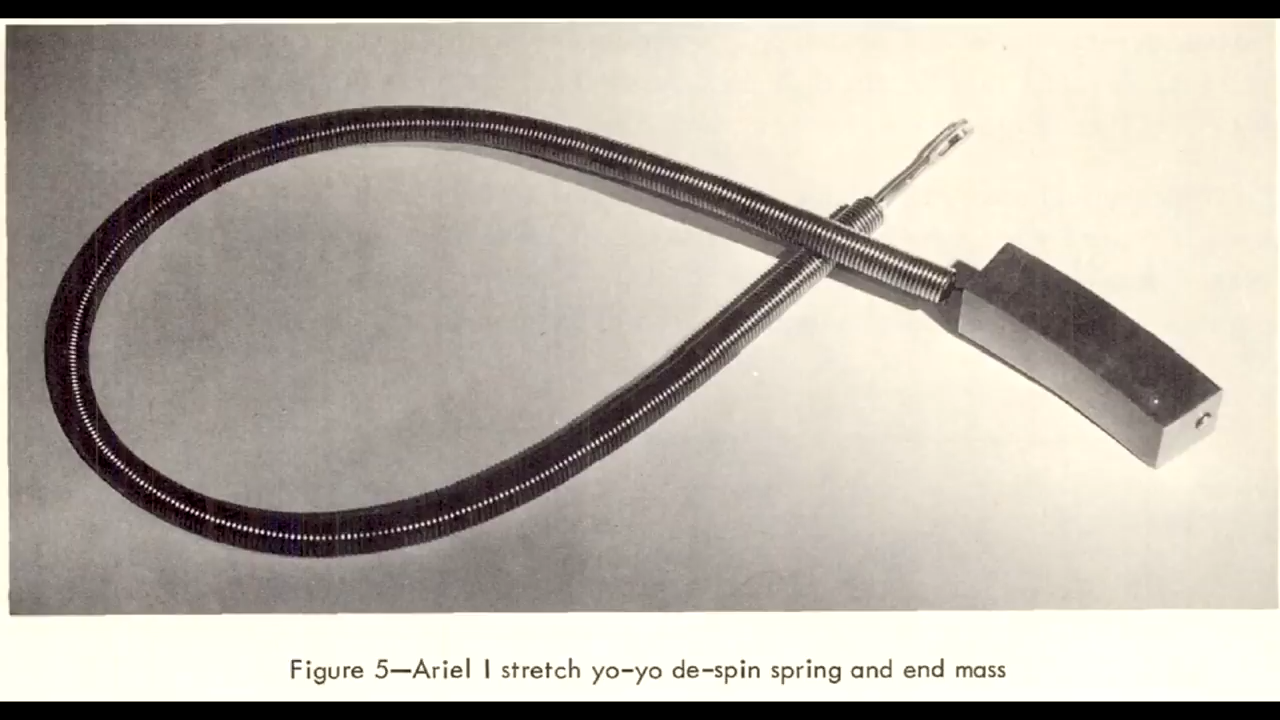 Figure 5—Ariel I stretch yo-yo de-spin spring and end mass